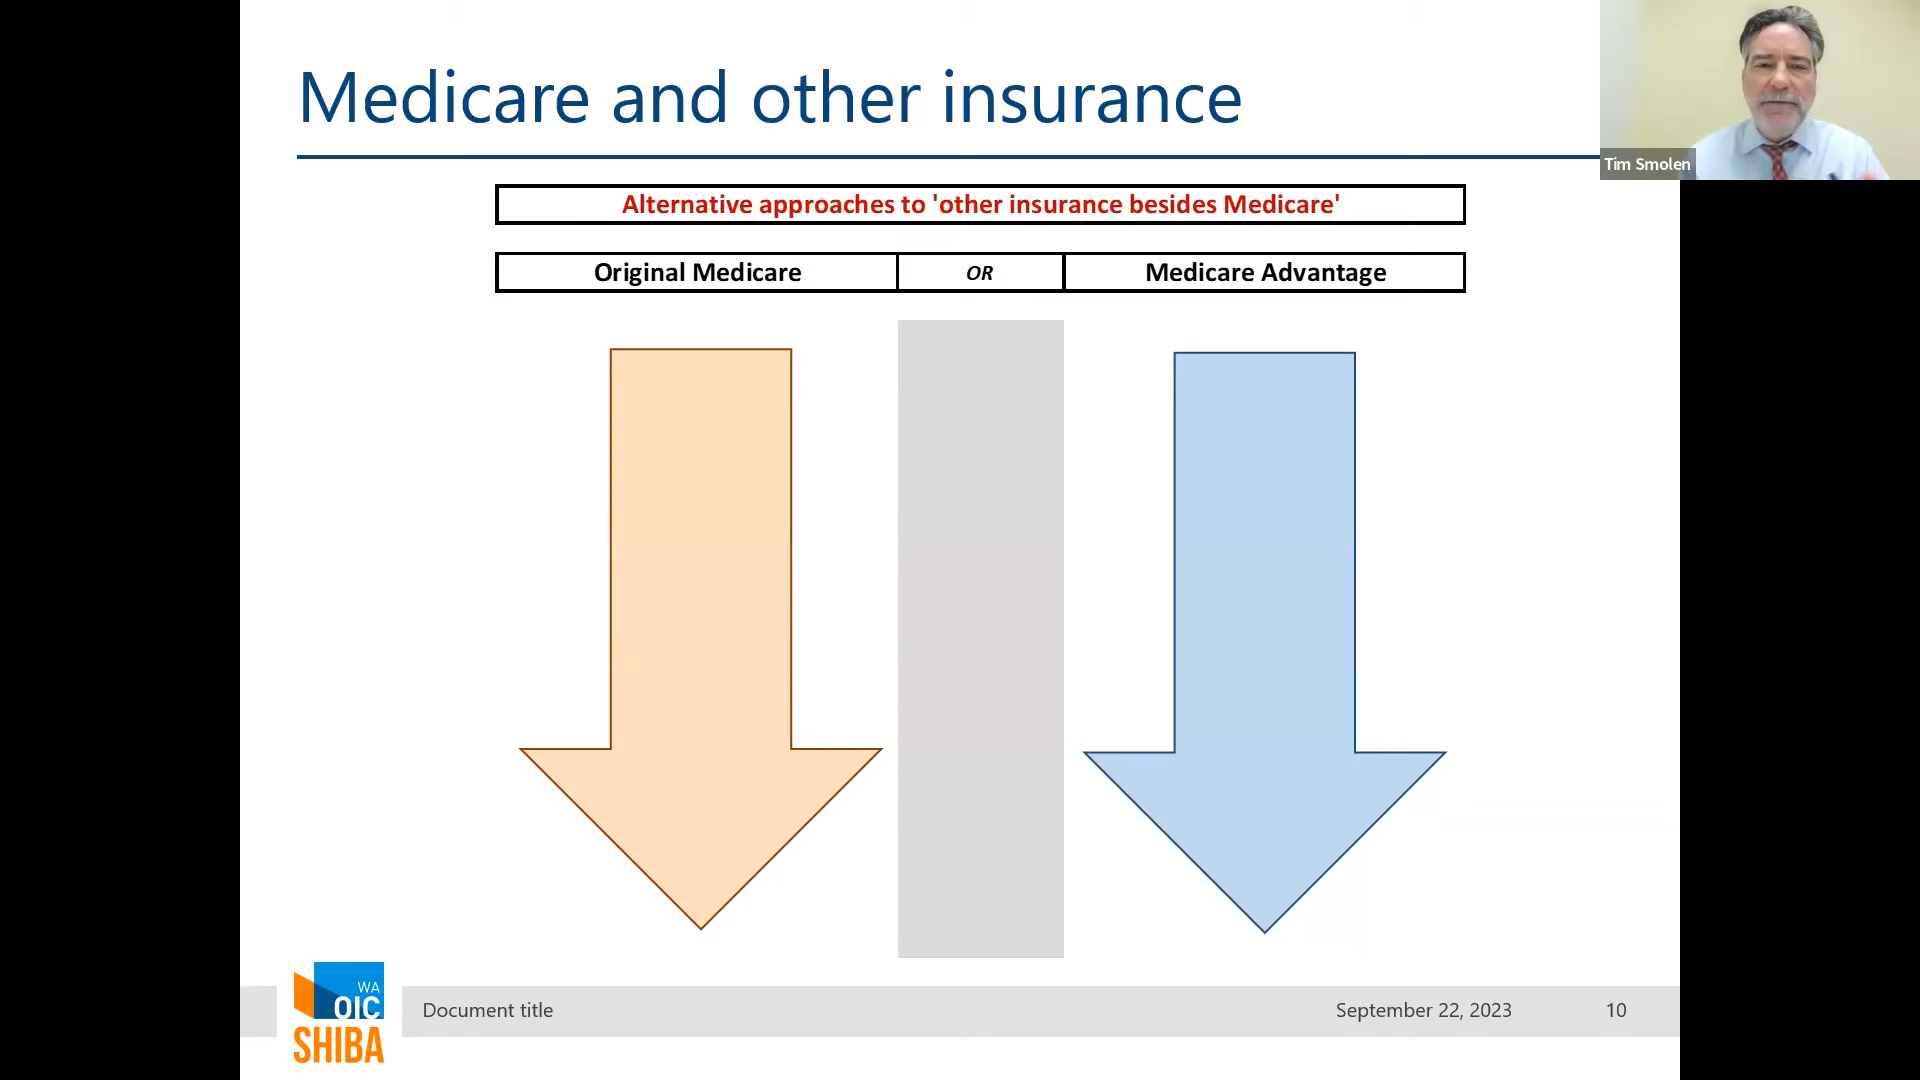 Medicare and other insurance
Tim Smolen
Alternative approaches to 'other insurance besides Medicare'
Original Medicare OR Medicare Advantage
WA
OIC
SHIBA
Document title September 22, 2023 10